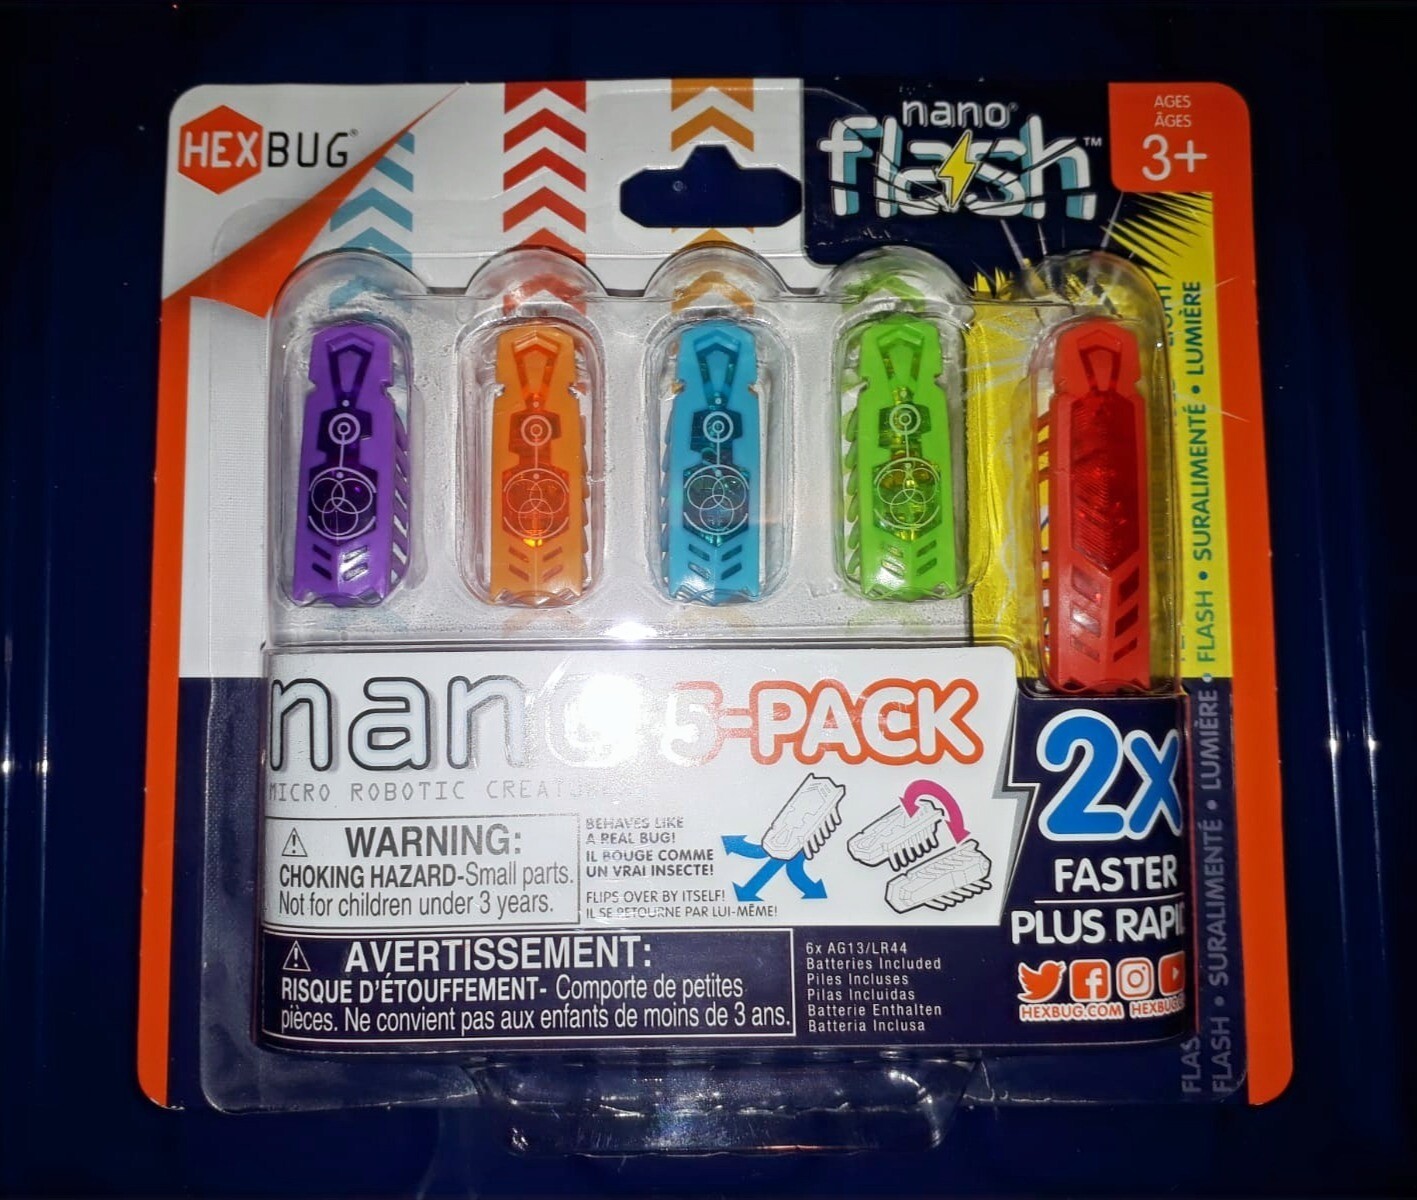 HEXBUG®
nano®
flash™
AGES
ÂGES
3+
FLASH • SURALIMENTÉ • LUMIÈRE
nano 5-PACK
MICRO ROBOTIC
WARNING:
CHOKING HAZARD-Small parts.
Not for children under 3 years.
BEHAVES LIKE
A REAL BUG!
IL BOUGE COMME
UN VRAI INSECTE!
FLIPS OVER BY ITSELF!
IL SE RETOURNE PAR LUI-MÊME!
AVERTISSEMENT:
RISQUE D'ÉTOUFFEMENT- Comporte de petites
pièces. Ne convient pas aux enfants de moins de 3 ans.
6x AG13/LR44
Batteries Included
Piles Incluses
Pilas Incluidas
Batterie Enthalten
Batteria Inclusa
2x
FASTER
PLUS RAPID
HEXBUG.COM HEXBUG
FLASH • SURALIMENTÉ • LUMIÈRE •